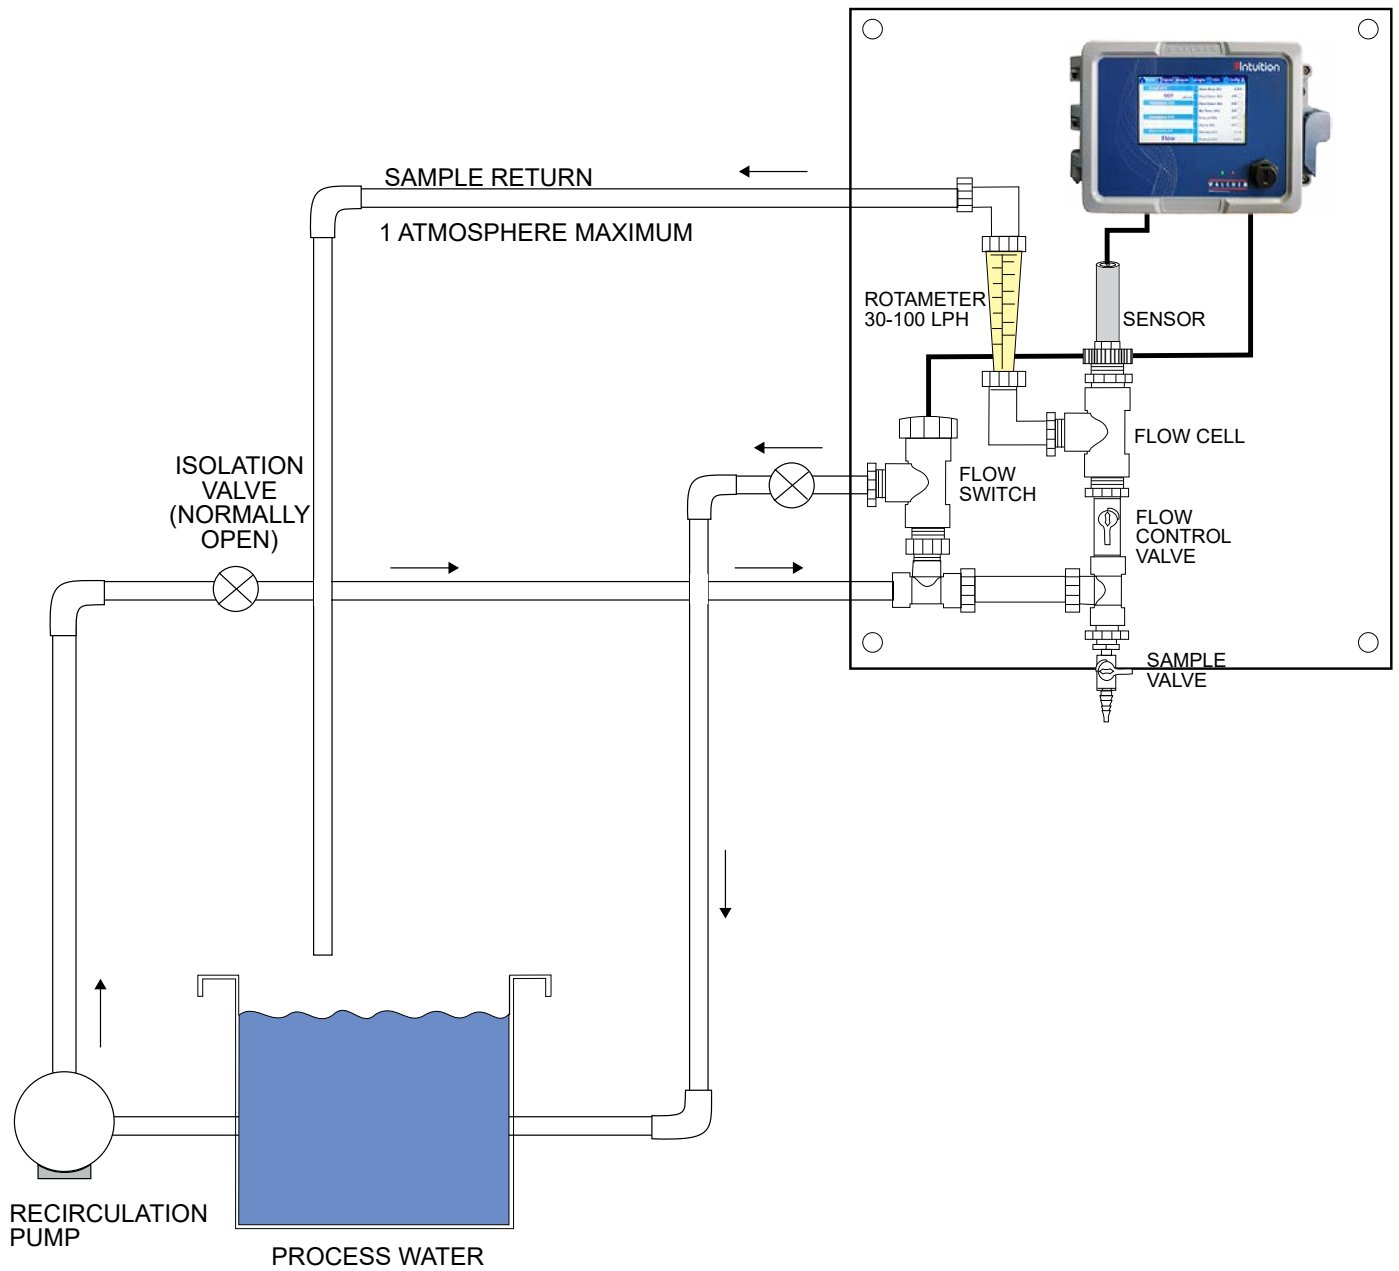 Intuition
WALCHEM
SAMPLE RETURN
1 ATMOSPHERE MAXIMUM
ROTAMETER
30-100 LPH
SENSOR
FLOW CELL
FLOW
SWITCH
FLOW
CONTROL
VALVE
ISOLATION
VALVE
(NORMALLY
OPEN)
SAMPLE
VALVE
RECIRCULATION
PUMP
PROCESS WATER